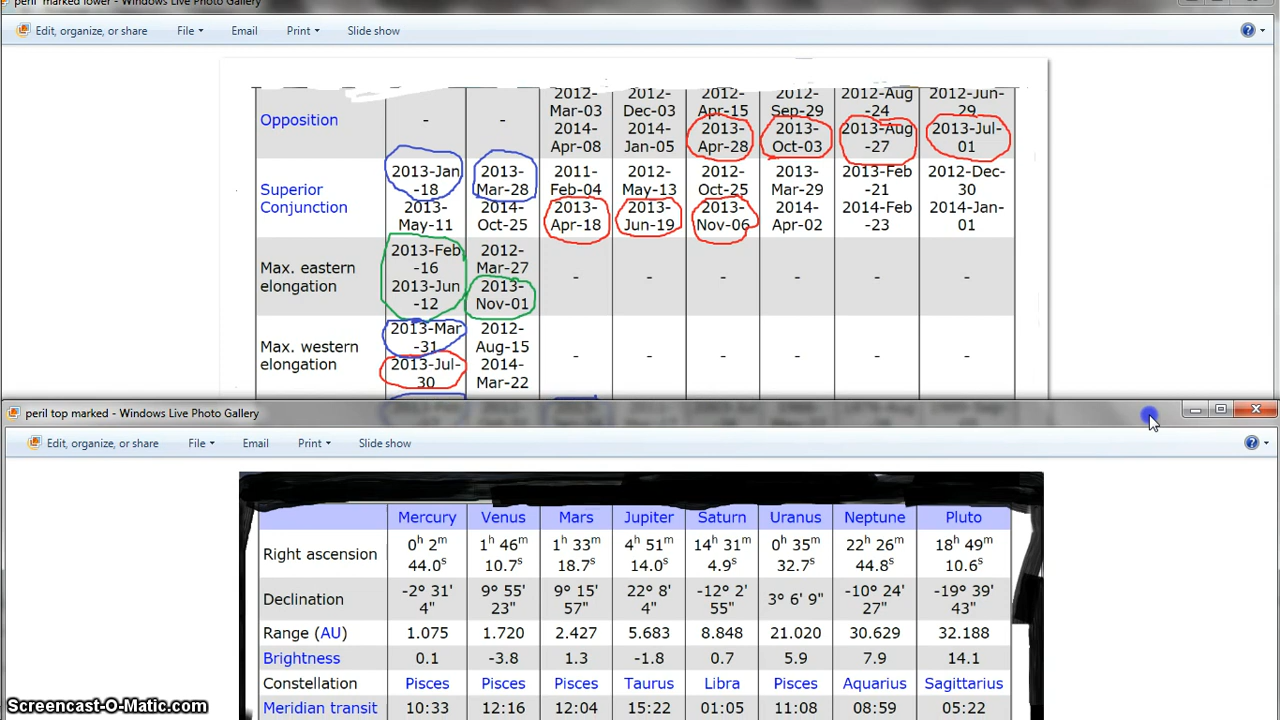 peril marked lower - Windows Live Photo Gallery
Edit, organize, or share File Email Print Slide show
2012- 2012- 2012- 2012- 2012-Aug 2012-Jun-
Mar-03 Dec-03 Apr-15 Sep-29 -24 29
Opposition - - 2014- 2014- 2013- 2013- 2013-Aug 2013-Jul-
Apr-08 Jan-05 Apr-28 Oct-03 -27 01
2013-Jan 2013- 2011- 2012- 2012- 2013- 2013-Feb 2012-Dec-
Superior -18 Mar-28 Feb-04 May-13 Oct-25 Mar-29 -21 30
Conjunction 2013- 2014- 2013- 2013- 2013- 2014- 2014-Feb 2014-Jan-
May-11 Oct-25 Apr-18 Jun-19 Nov-06 Apr-02 -23 01
2013-Feb 2012-
Max. eastern -16 Mar-27 - - - - - -
elongation 2013-Jun 2013-
-12 Nov-01
2013-Mar 2012-
Max. western -31 Aug-15 - - - - - -
elongation 2013-Jul- 2014-
30 Mar-22
peril top marked - Windows Live Photo Gallery
Edit, organize, or share File Email Print Slide show
Mercury Venus Mars Jupiter Saturn Uranus Neptune Pluto
Right ascension 0h 2m 1h 46m 1h 33m 4h 51m 14h 31m 0h 35m 22h 26m 18h 49m
44.0s 10.7s 18.7s 14.0s 4.9s 32.7s 44.8s 10.6s
Declination -2° 31' 9° 55' 9° 15' 22° 8' -12° 2' 3° 6' 9" -10° 24' -19° 39'
4" 23" 57" 4" 55" 27" 43"
Range (AU) 1.075 1.720 2.427 5.683 8.848 21.020 30.629 32.188
Brightness 0.1 -3.8 1.3 -1.8 0.7 5.9 7.9 14.1
Constellation Pisces Pisces Pisces Taurus Libra Pisces Aquarius Sagittarius
Meridian transit 10:33 12:16 12:04 15:22 01:05 11:08 08:59 05:22
Screencast-O-Matic.com